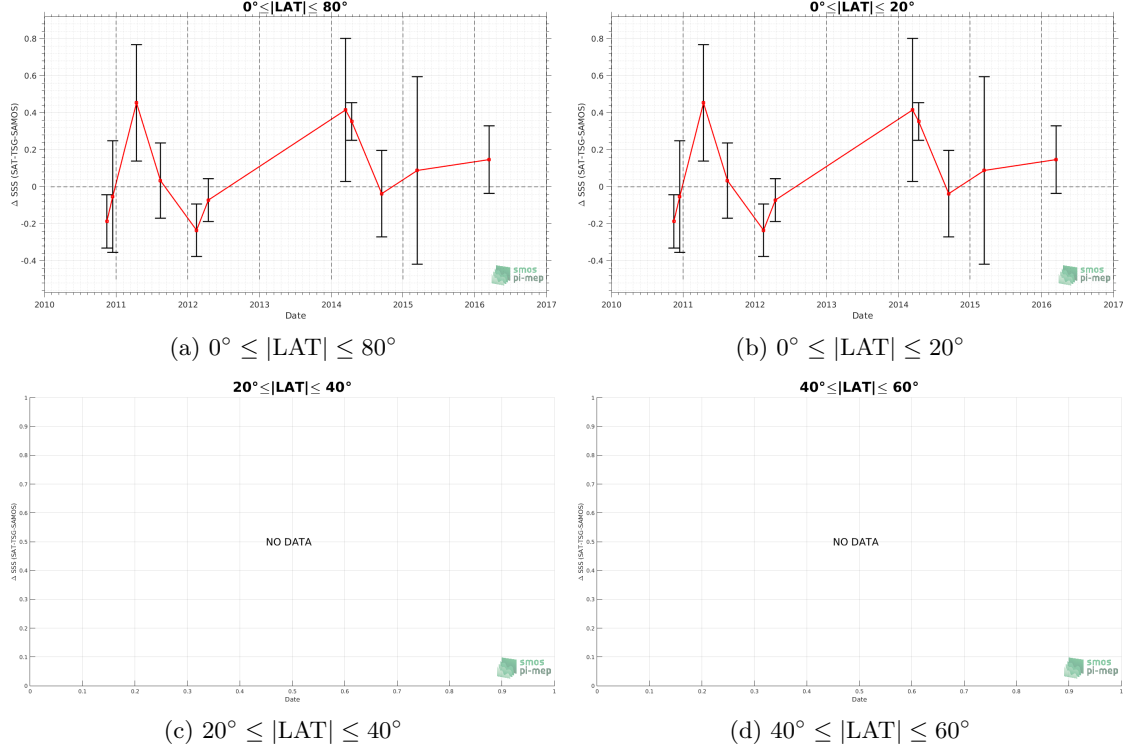 0°≤|LAT|≤ 80°
0.8
0.6
0.4
0.2
0
-0.2
-0.4
Δ SSS (SAT-TSG-SAMOS)
2010 2011 2012 2013 2014 2015 2016 2017
Date
smos
pi-mep
(a) 0° ≤ |LAT| ≤ 80°
0°≤|LAT|≤ 20°
0.8
0.6
0.4
0.2
0
-0.2
-0.4
Δ SSS (SAT-TSG-SAMOS)
2010 2011 2012 2013 2014 2015 2016 2017
Date
smos
pi-mep
(b) 0° ≤ |LAT| ≤ 20°
20°≤|LAT|≤ 40°
1
0.9
0.8
0.7
0.6
0.5
0.4
0.3
0.2
0.1
0
Δ SSS (SAT-TSG-SAMOS)
NO DATA
0 0.1 0.2 0.3 0.4 0.5 0.6 0.7 0.8 0.9 1
Date
smos
pi-mep
(c) 20° ≤ |LAT| ≤ 40°
40°≤|LAT|≤ 60°
1
0.9
0.8
0.7
0.6
0.5
0.4
0.3
0.2
0.1
0
Δ SSS (SAT-TSG-SAMOS)
NO DATA
0 0.1 0.2 0.3 0.4 0.5 0.6 0.7 0.8 0.9 1
Date
smos
pi-mep
(d) 40° ≤ |LAT| ≤ 60°